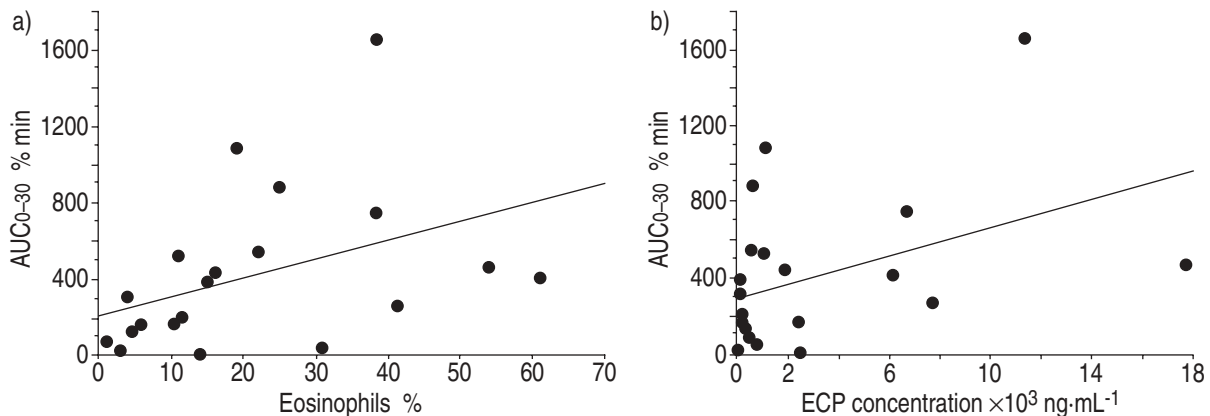 a)
1600
1200
800
400
0
AUC0–30 % min
0 10 20 30 40 50 60 70
Eosinophils %
b)
1600
1200
800
400
0
AUC0–30 % min
0 2 6 10 14 18
ECP concentration ×10³ ng·mL⁻¹